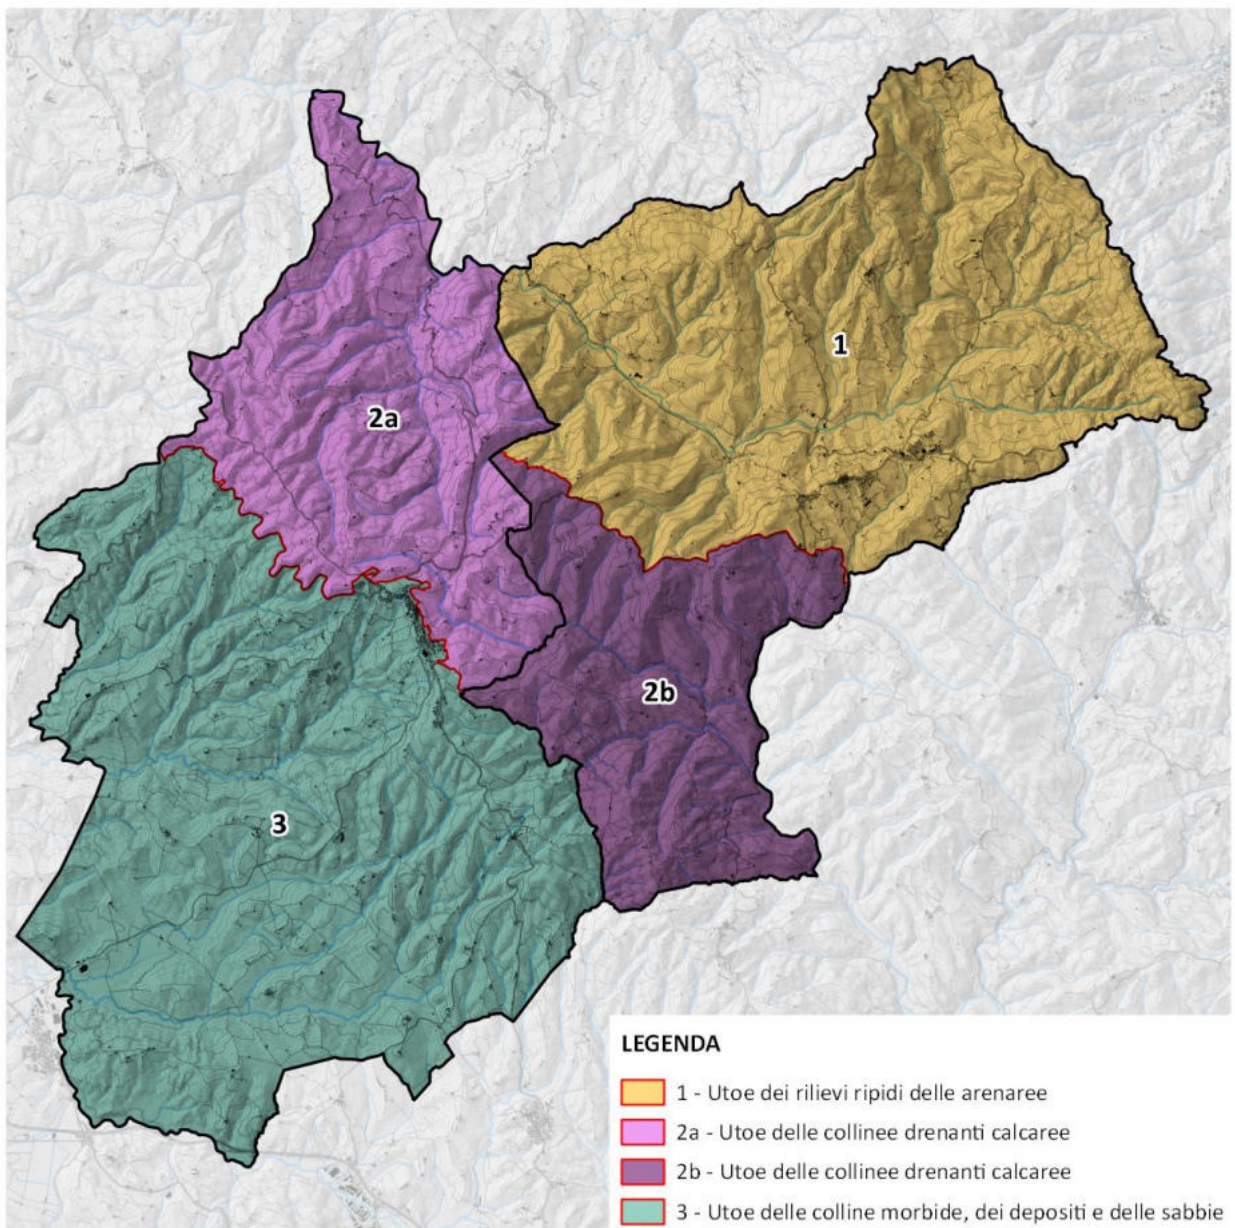 1
2a
2b
3
LEGENDA
1 - Utoe dei rilievi ripidi delle arenaree
2a - Utoe delle collinee drenanti calcaree
2b - Utoe delle collinee drenanti calcaree
3 - Utoe delle colline morbide, dei depositi e delle sabbie